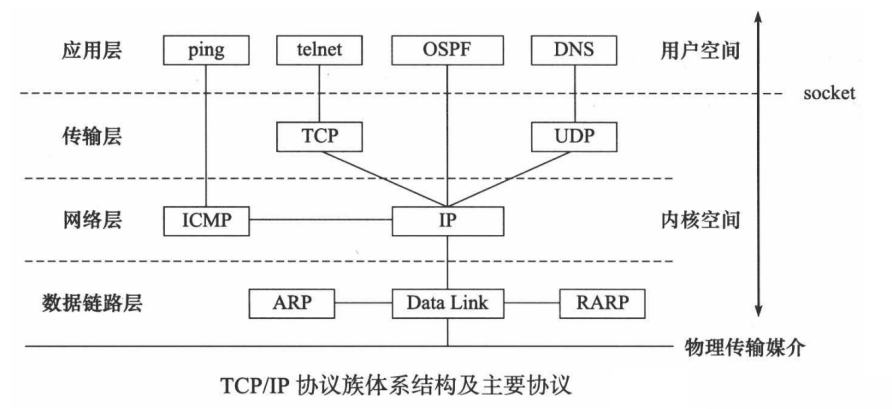 应用层 ping telnet OSPF DNS 用户空间
socket
传输层 TCP UDP
网络层 ICMP IP 内核空间
数据链路层 ARP Data Link RARP
物理传输媒介
TCP/IP 协议族体系结构及主要协议